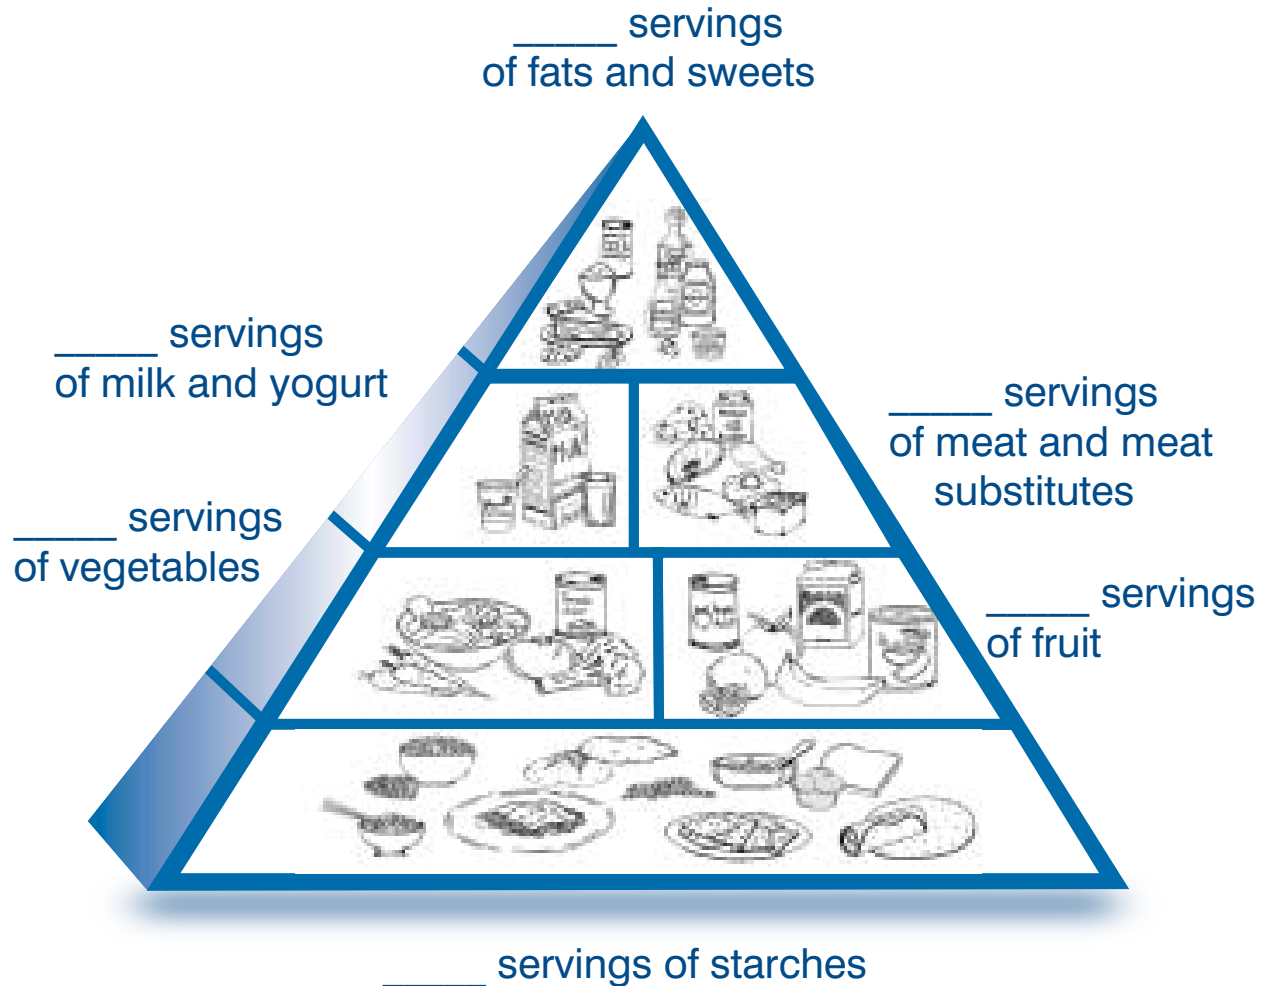 _____ servings
of fats and sweets
_____ servings
of milk and yogurt
_____ servings
of meat and meat
substitutes
_____ servings
of vegetables
_____ servings
of fruit
_____ servings of starches